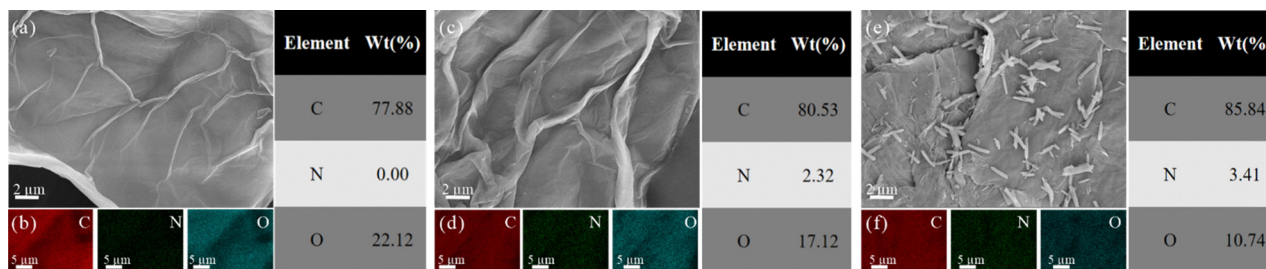 (a)
2 µm
(b)
C
5 µm
N
5 µm
O
5 µm
Element Wt(%)
C 77.88
N 0.00
O 22.12
(c)
2 µm
(d)
C
5 µm
N
5 µm
O
5 µm
Element Wt(%)
C 80.53
N 2.32
O 17.12
(e)
2 µm
(f)
C
5 µm
N
5 µm
O
5 µm
Element Wt(%)
C 85.84
N 3.41
O 10.74